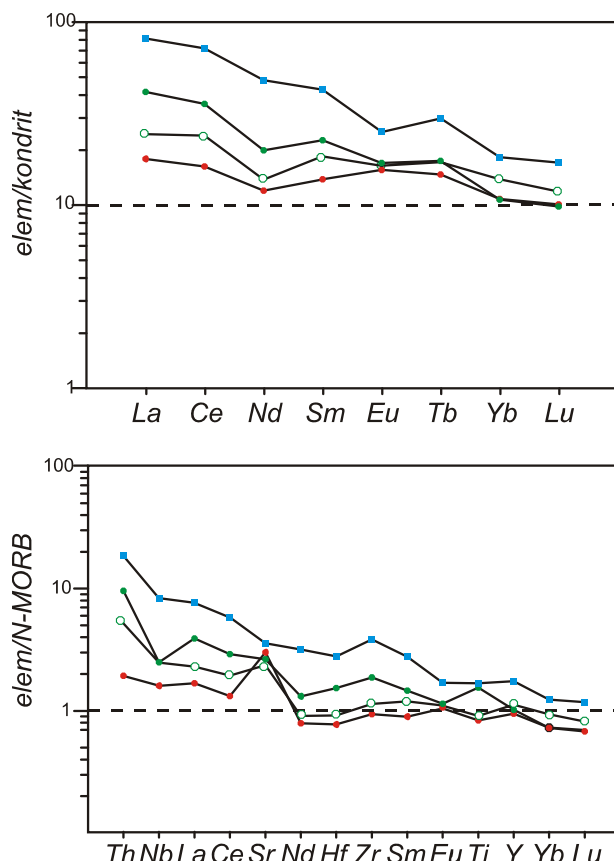 100
10
1
elem/kondrit
La Ce Nd Sm Eu Tb Yb Lu
100
10
1
elem/N-MORB
Th Nb La Ce Sr Nd Hf Zr Sm Eu Ti Y Yb Lu